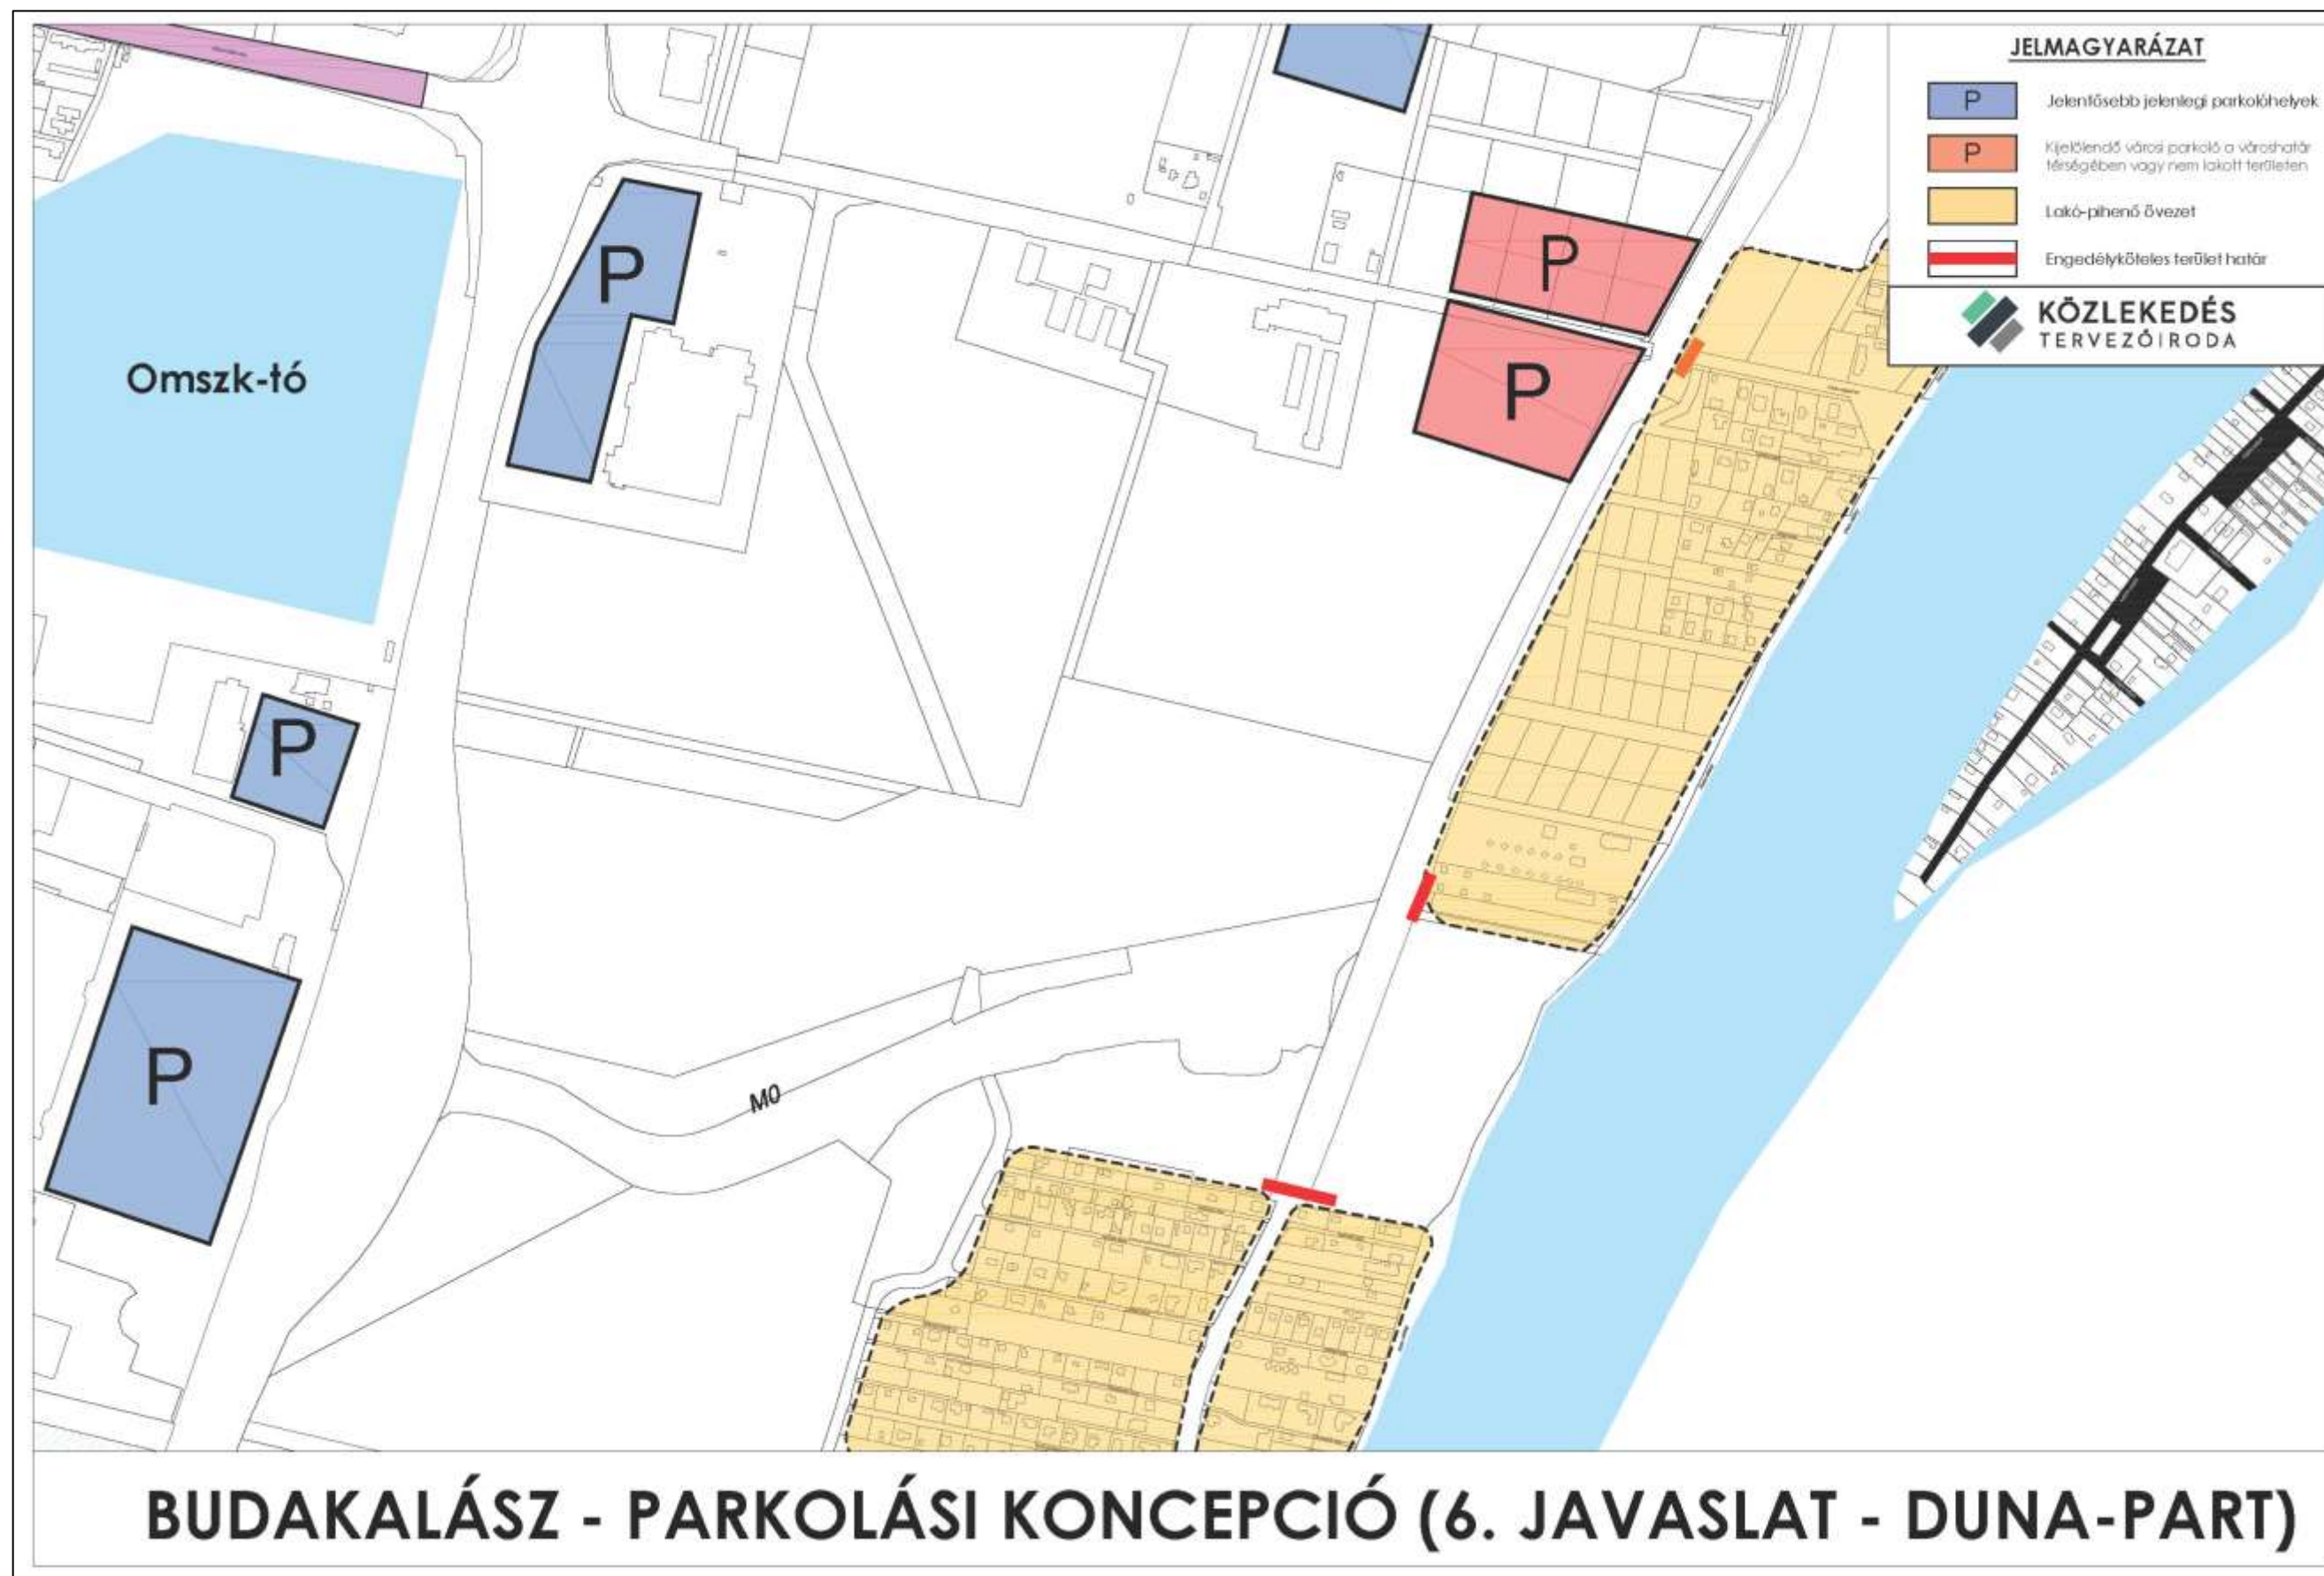 JELMAGYARÁZAT
P
Jelentősebb jelenlegi parkolóhelyek
P
Kijelölendő városi parkoló a városhatár
térségében vagy nem lakott területen
Lakó-pihenő övezet
Engedélyköteles terület határ
KÖZLEKEDÉS
TERVEZŐIRODA
P
P
P
Omszk-tó
P
P
M0
BUDAKALÁSZ - PARKOLÁSI KONCEPCIÓ (6. JAVASLAT - DUNA-PART)